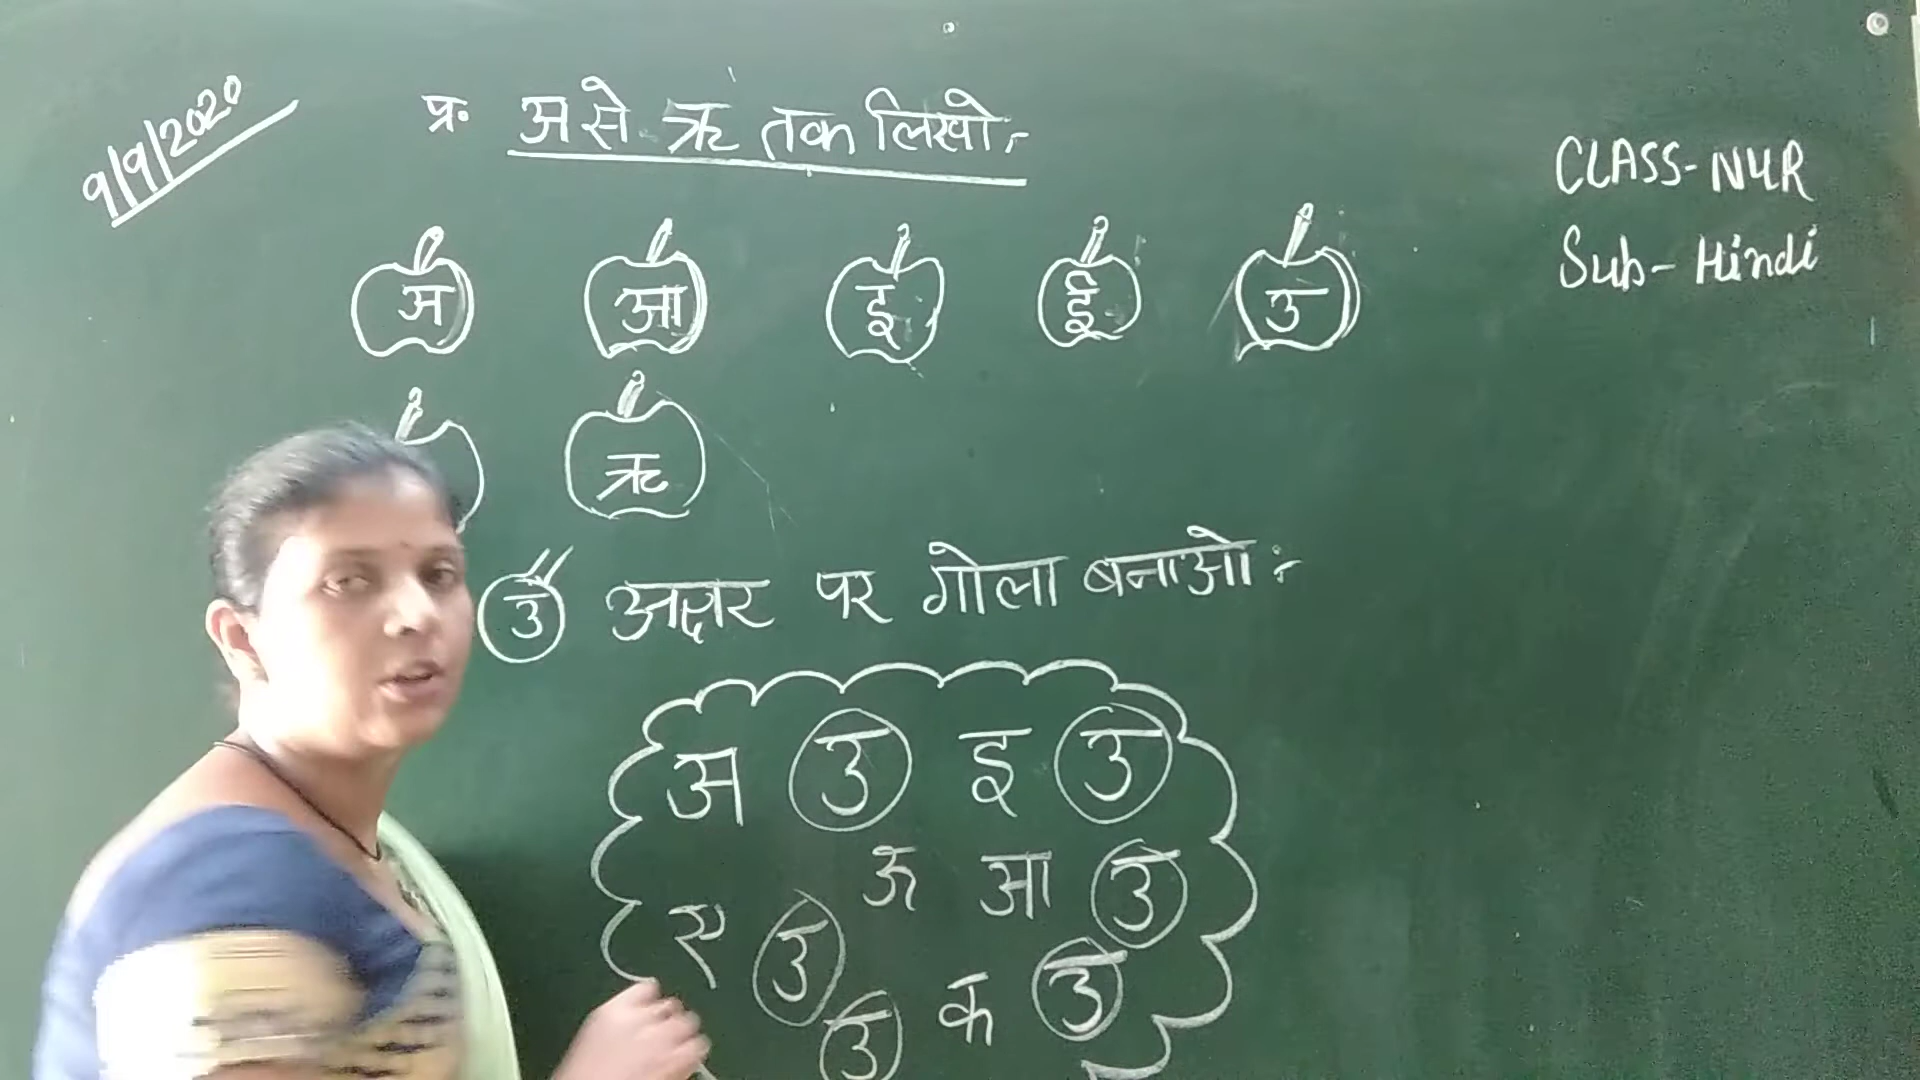 9/9/2020
प्र. अ से ऋ तक लिखो:-
CLASS-NUR
Sub-Hindi
अ आ इ ई उ
ऋ
उ अक्षर पर गोला बनाओ:-
अ उ इ उ
ऊ आ उ
ए उ
क उ
उ